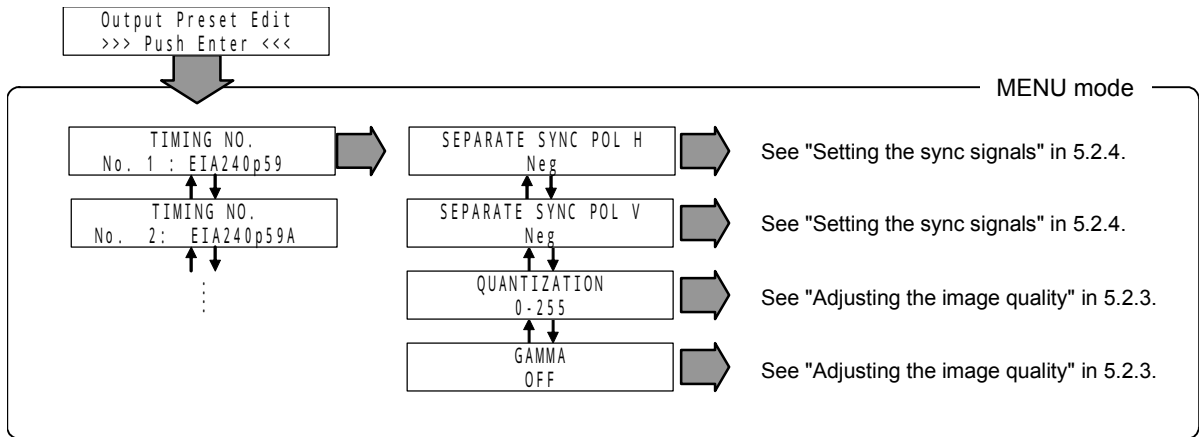 Output Preset Edit
>>> Push Enter <<<
MENU mode
TIMING NO.
No. 1 : EIA240p59
TIMING NO.
No. 2: EIA240p59A
SEPARATE SYNC POL H
Neg
See "Setting the sync signals" in 5.2.4.
SEPARATE SYNC POL V
Neg
See "Setting the sync signals" in 5.2.4.
QUANTIZATION
0-255
See "Adjusting the image quality" in 5.2.3.
GAMMA
OFF
See "Adjusting the image quality" in 5.2.3.